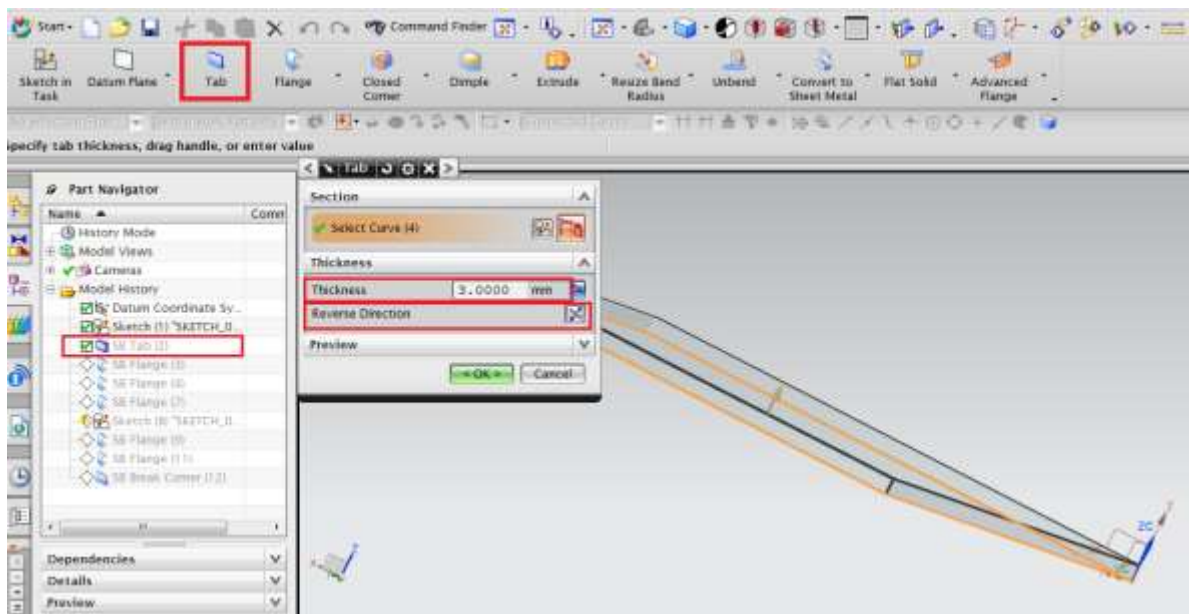 Start
Command Finder
Sketch in Task
Datum Plane
Tab
Flange
Closed Corner
Dimple
Extrude
Resize Bend Radius
Unbend
Convert to Sheet Metal
Flat Solid
Advanced Flange
pecify tab thickness, drag handle, or enter value
Tab
Part Navigator
Section
Name
Comm
History Mode
Select Curve (4)
Model Views
Cameras
Thickness
Model History
Thickness 3.0000 mm
Datum Coordinate Sy...
Reverse Direction
Sketch (1) "SKETCH_0...
SB Tab (2)
Preview
SB Flange (3)
SB Flange (4)
OK
Cancel
SB Flange (7)
Sketch (8) "SKETCH_0...
SB Flange (9)
SB Flange (11)
SB Break Corner (12)
Dependencies
Details
Preview